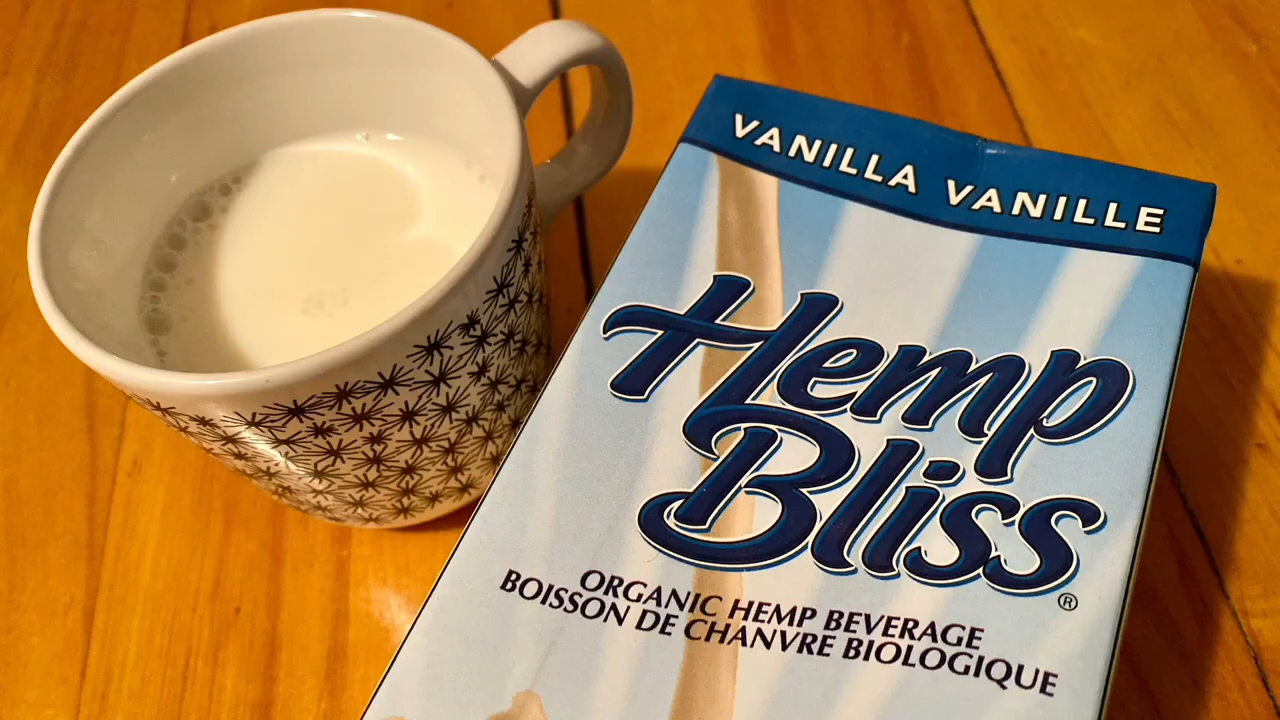 VANILLA VANILLE
Hemp
Bliss®
ORGANIC HEMP BEVERAGE
BOISSON DE CHANVRE BIOLOGIQUE